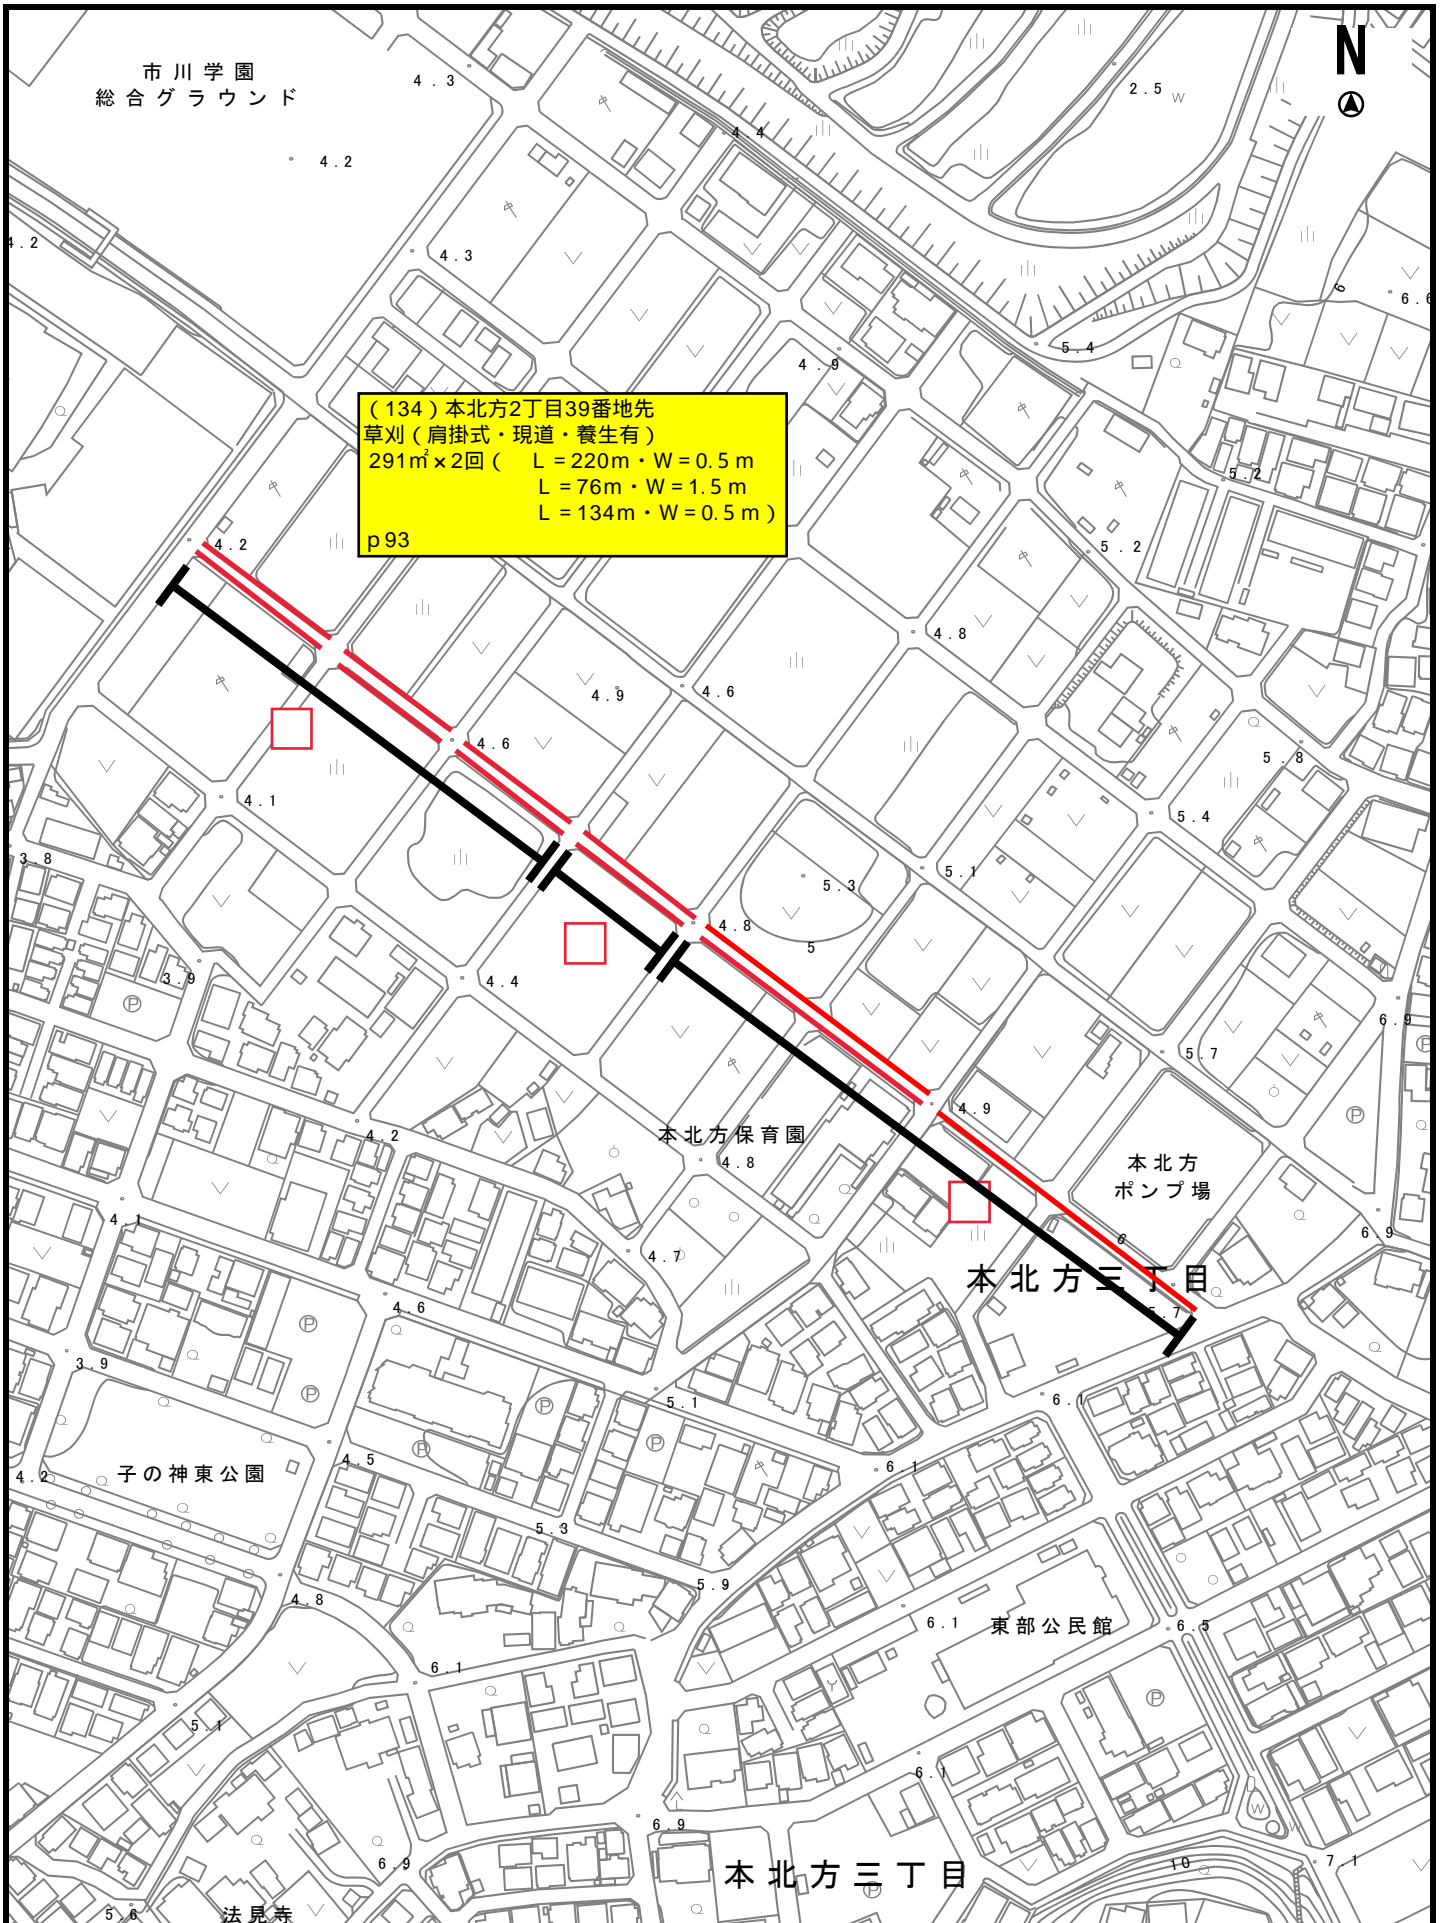 N
市川学園
総合グラウンド
4.3
4.2
4.4
2.5
W
4.2
4.3
6
6.6
5.4
4.9
(134)本北方2丁目39番地先
草刈(肩掛式・現道・養生有)
291㎡×2回( L=220m・W=0.5m
L=76m・W=1.5m
L=134m・W=0.5m)
p93
5.2
4.2
5.2
4.8
4.9
4.6
4.6
5.8
4.1
5.4
3.8
5.1
5.3
4.8
5
4.4
3.9
P
6.9
P
5.7
4.9
P
4.2
本北方保育園
4.8
本北方
ポンプ場
4.1
6
6.9
4.7
本北方三丁目
4.6
5.7
P
3.9
P
5.1
6.1
P
P
P
4.5
6.1
子の神東公園
4.2
5.3
5.9
4.8
6.1
東部公民館
6.5
6.1
P
5.1
6.1
W
W
6.9
6.9
本北方三丁目
P
10
7.1
5.6
法見寺